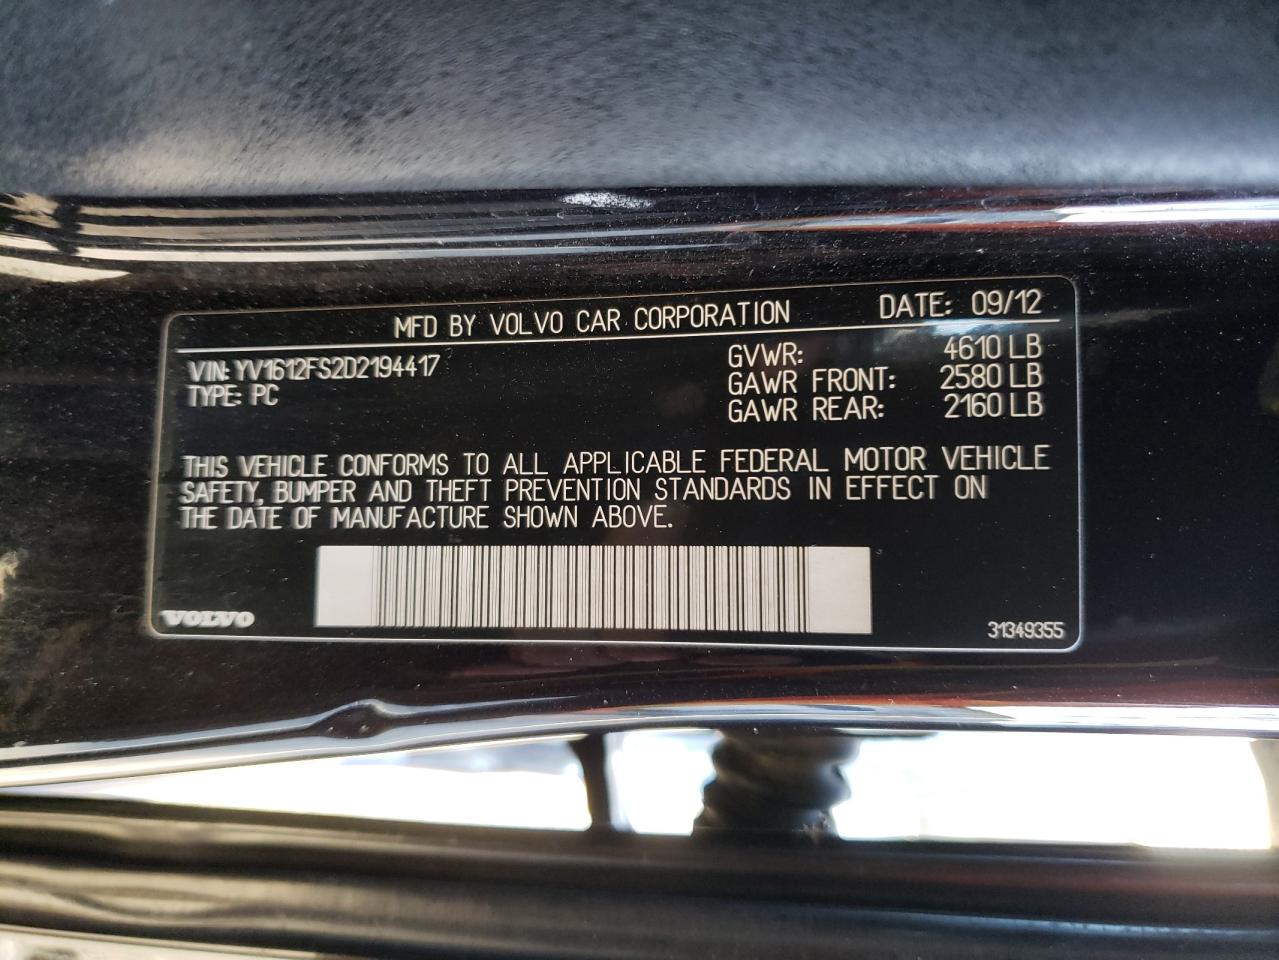 MFD BY VOLVO CAR CORPORATION DATE: 09/12
VIN: YV1612FS2D2194417
TYPE: PC
GVWR: 4610 LB
GAWR FRONT: 2580 LB
GAWR REAR: 2160 LB
THIS VEHICLE CONFORMS TO ALL APPLICABLE FEDERAL MOTOR VEHICLE
SAFETY, BUMPER AND THEFT PREVENTION STANDARDS IN EFFECT ON
THE DATE OF MANUFACTURE SHOWN ABOVE.
VOLVO
31349355